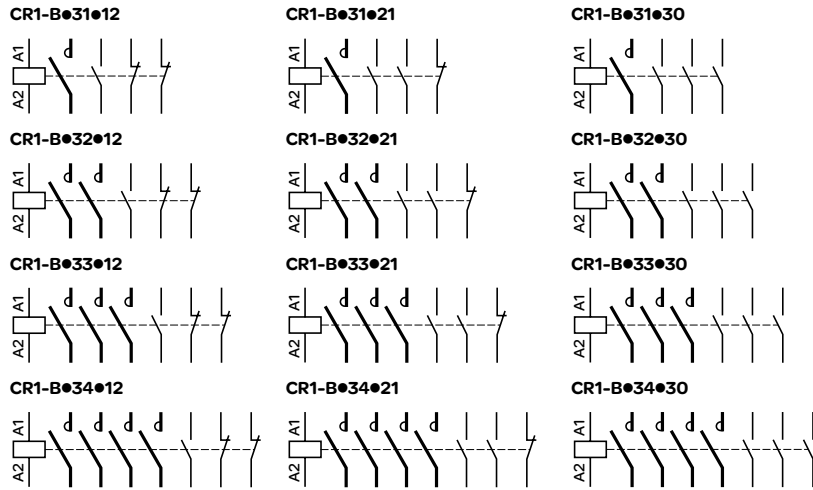 CR1-B●31●12 CR1-B●31●21 CR1-B●31●30
A1 A1 A1
A2 A2 A2
CR1-B●32●12 CR1-B●32●21 CR1-B●32●30
A1 A1 A1
A2 A2 A2
CR1-B●33●12 CR1-B●33●21 CR1-B●33●30
A1 A1 A1
A2 A2 A2
CR1-B●34●12 CR1-B●34●21 CR1-B●34●30
A1 A1 A1
A2 A2 A2